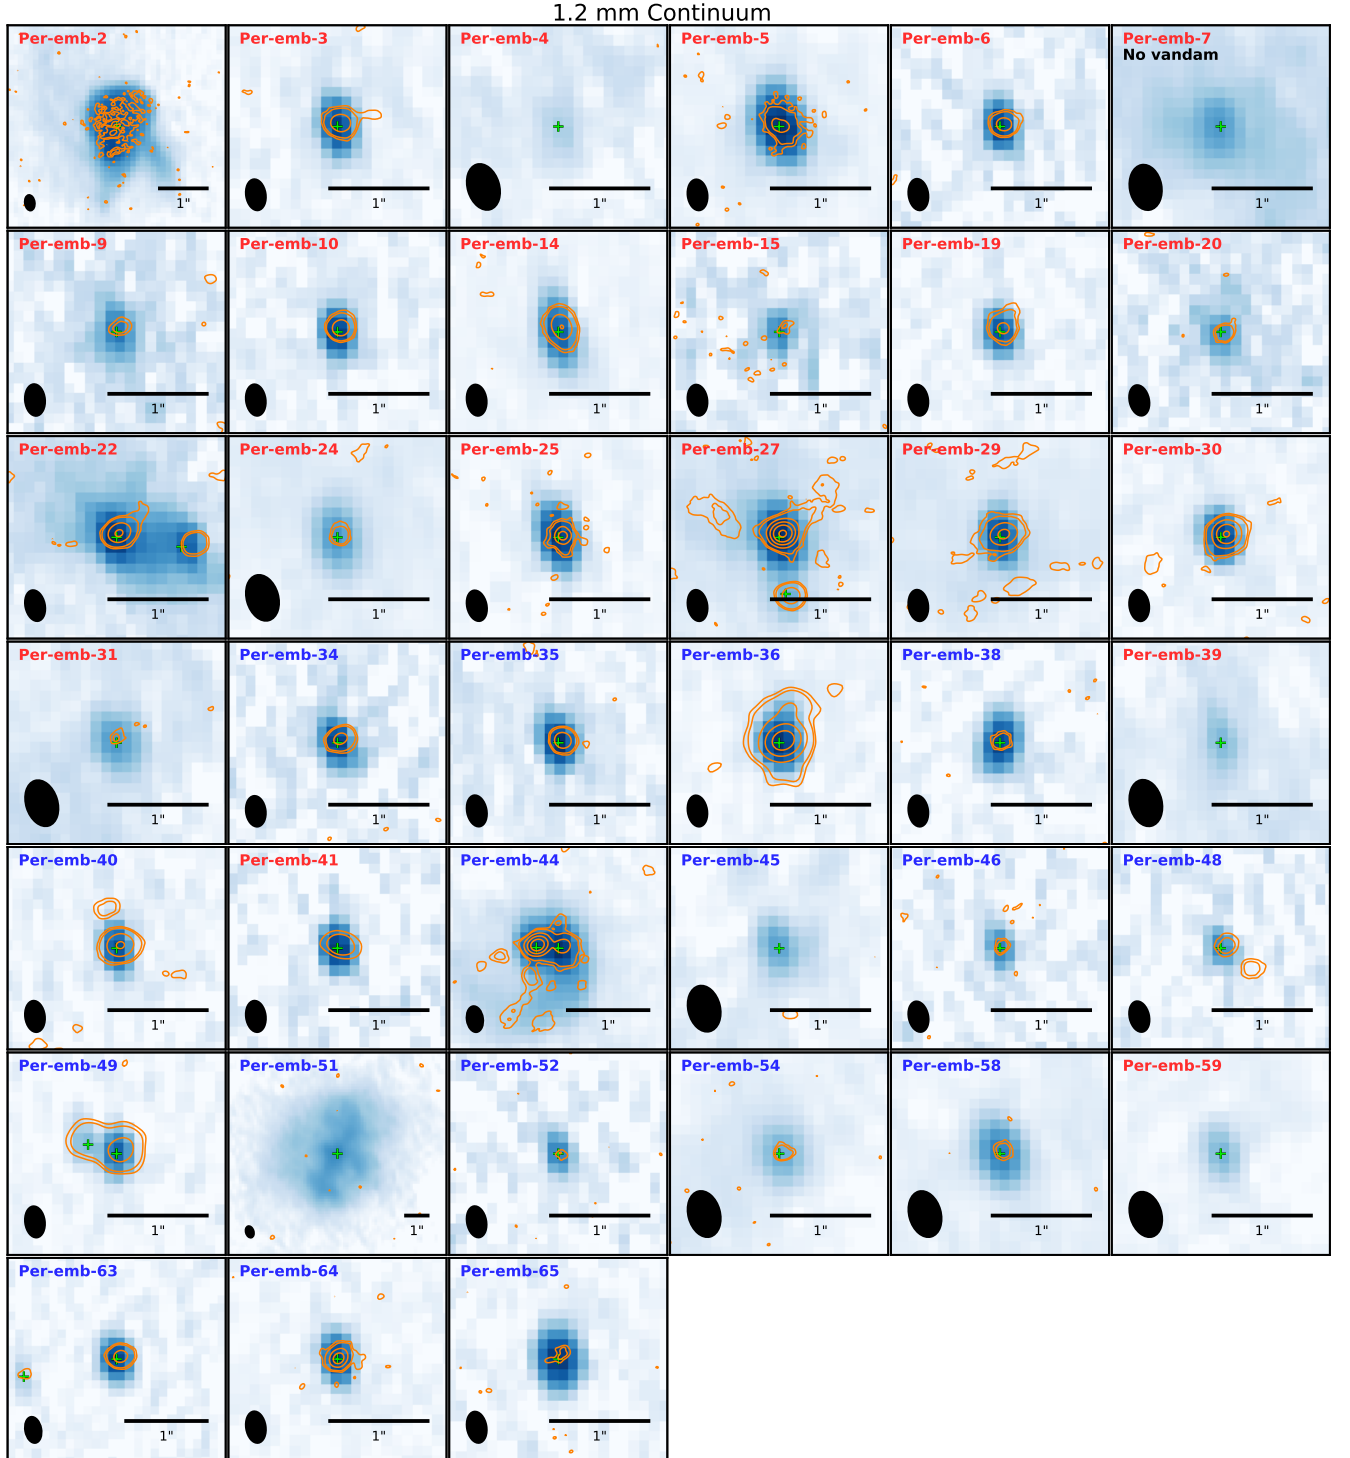 1.2 mm Continuum
Per-emb-2
Per-emb-3
Per-emb-4
Per-emb-5
Per-emb-6
Per-emb-7
No vandam
1"
1"
1"
1"
1"
1"
Per-emb-9
Per-emb-10
Per-emb-14
Per-emb-15
Per-emb-19
Per-emb-20
1"
1"
1"
1"
1"
1"
Per-emb-22
Per-emb-24
Per-emb-25
Per-emb-27
Per-emb-29
Per-emb-30
1"
1"
1"
1"
1"
1"
Per-emb-31
Per-emb-34
Per-emb-35
Per-emb-36
Per-emb-38
Per-emb-39
1"
1"
1"
1"
1"
1"
Per-emb-40
Per-emb-41
Per-emb-44
Per-emb-45
Per-emb-46
Per-emb-48
1"
1"
1"
1"
1"
1"
Per-emb-49
Per-emb-51
Per-emb-52
Per-emb-54
Per-emb-58
Per-emb-59
1"
1"
1"
1"
1"
1"
Per-emb-63
Per-emb-64
Per-emb-65
1"
1"
1"